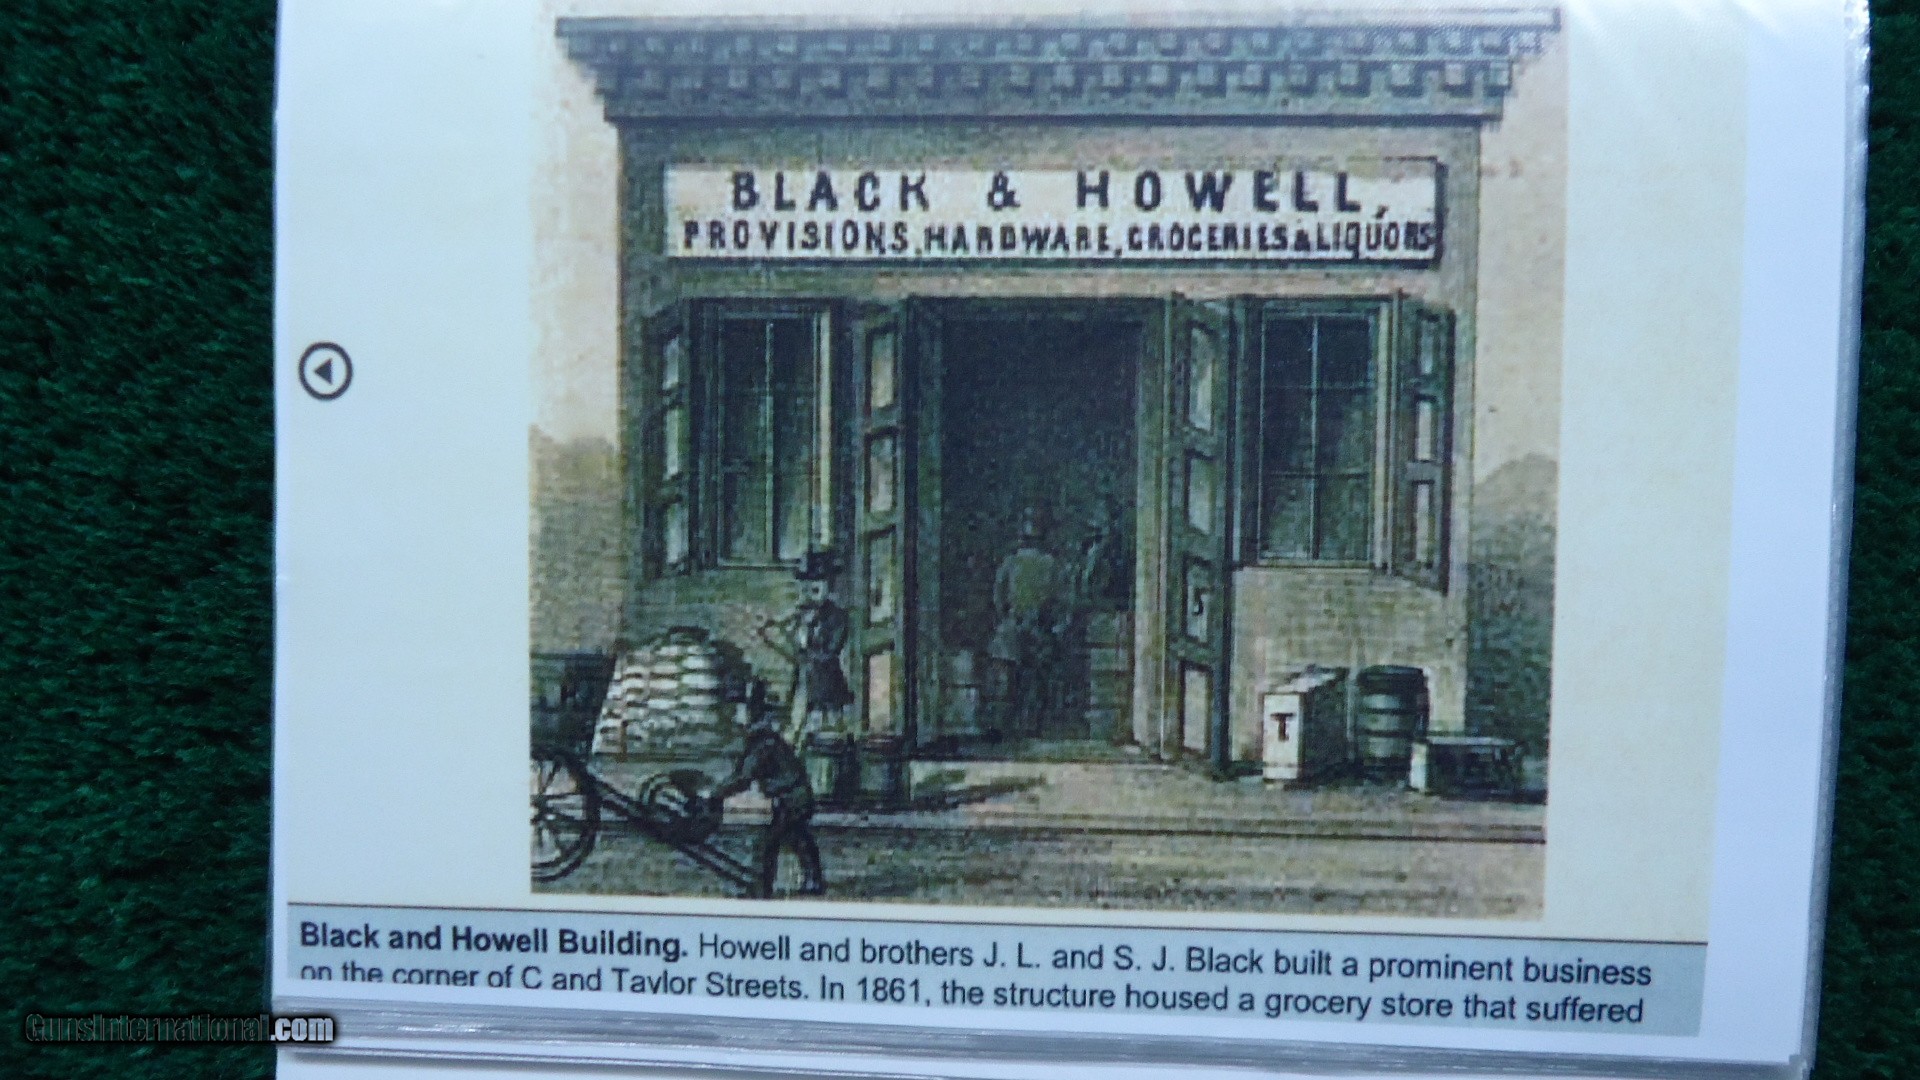 BLACK & HOWELL,
PROVISIONS, HARDWARE, GROCERIES & LIQUORS
T
Black and Howell Building. Howell and brothers J. L. and S. J. Black built a prominent business
on the corner of C and Taylor Streets. In 1861, the structure housed a grocery store that suffered
GunsInternational.com